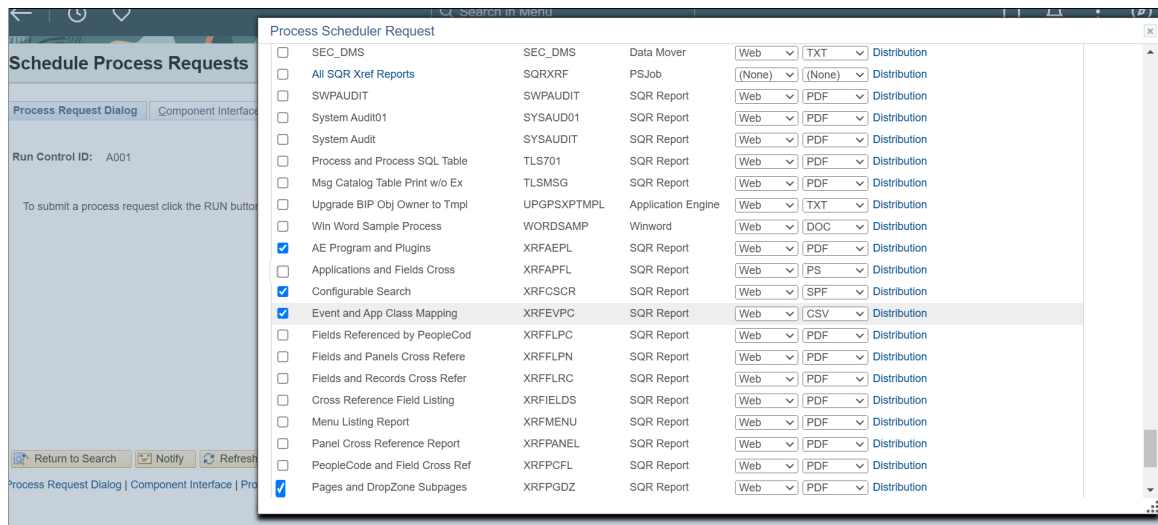 Search in Menu
Process Scheduler Request
Schedule Process Requests
Process Request Dialog Component Interface
Run Control ID: A001
To submit a process request click the RUN button
Return to Search Notify Refresh
Process Request Dialog | Component Interface | Pro
SEC_DMS SEC_DMS Data Mover Web TXT Distribution
All SQR Xref Reports SQRXRF PSJob (None) (None) Distribution
SWPAUDIT SWPAUDIT SQR Report Web PDF Distribution
System Audit01 SYSAUD01 SQR Report Web PDF Distribution
System Audit SYSAUDIT SQR Report Web PDF Distribution
Process and Process SQL Table TLS701 SQR Report Web PDF Distribution
Msg Catalog Table Print w/o Ex TLSMSG SQR Report Web PDF Distribution
Upgrade BIP Obj Owner to Tmpl UPGPSXPTMPL Application Engine Web TXT Distribution
Win Word Sample Process WORDSAMP Winword Web DOC Distribution
AE Program and Plugins XRFAEPL SQR Report Web PDF Distribution
Applications and Fields Cross XRFAPFL SQR Report Web PS Distribution
Configurable Search XRFCSCR SQR Report Web SPF Distribution
Event and App Class Mapping XRFEVPC SQR Report Web CSV Distribution
Fields Referenced by PeopleCod XRFFLPC SQR Report Web PDF Distribution
Fields and Panels Cross Refere XRFFLPN SQR Report Web PDF Distribution
Fields and Records Cross Refer XRFFLRC SQR Report Web PDF Distribution
Cross Reference Field Listing XRFIELDS SQR Report Web PDF Distribution
Menu Listing Report XRFMENU SQR Report Web PDF Distribution
Panel Cross Reference Report XRFPANEL SQR Report Web PDF Distribution
PeopleCode and Field Cross Ref XRFPCFL SQR Report Web PDF Distribution
Pages and DropZone Subpages XRFPGDZ SQR Report Web PDF Distribution